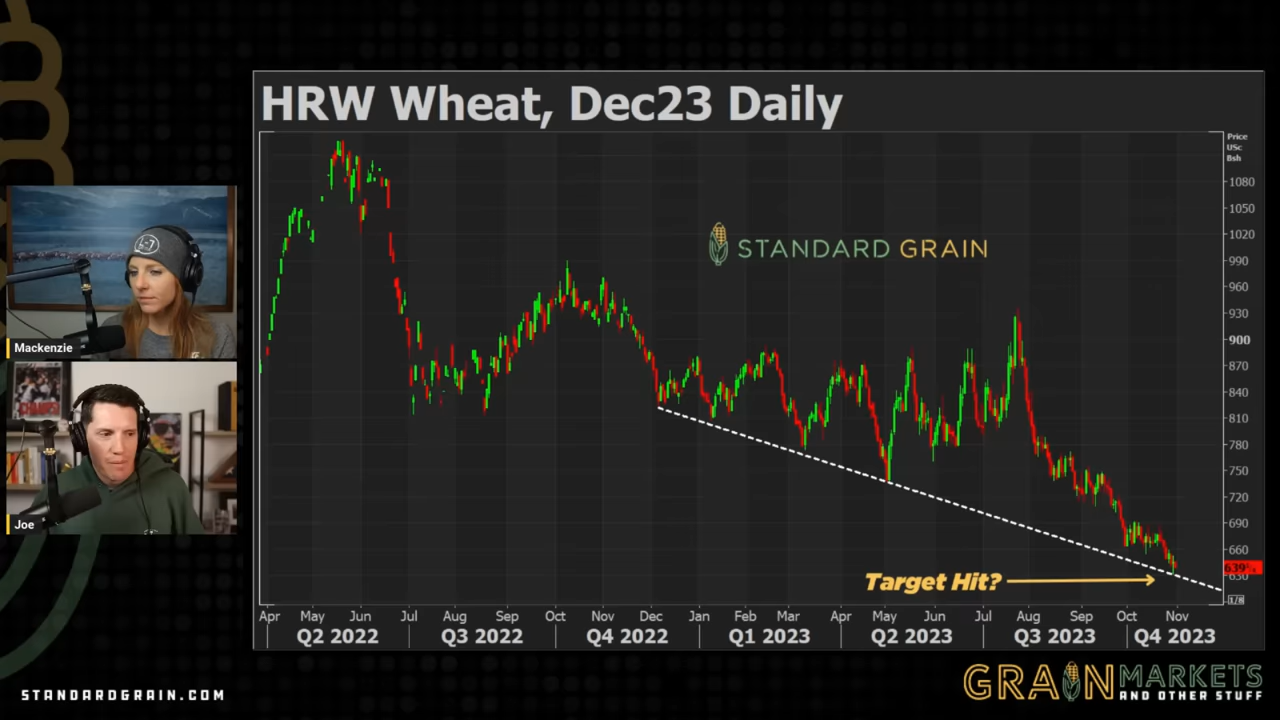 HRW Wheat, Dec23 Daily
Price
USc
Bsh
1080
1050
1020
990
960
930
900
870
840
810
780
750
720
690
660
630
STANDARD GRAIN
Mackenzie
Joe
Target Hit?
Apr May Jun Jul Aug Sep Oct Nov Dec Jan Feb Mar Apr May Jun Jul Aug Sep Oct Nov
Q2 2022 Q3 2022 Q4 2022 Q1 2023 Q2 2023 Q3 2023 Q4 2023
STANDARDGRAIN.COM
GRAIN MARKETS
AND OTHER STUFF